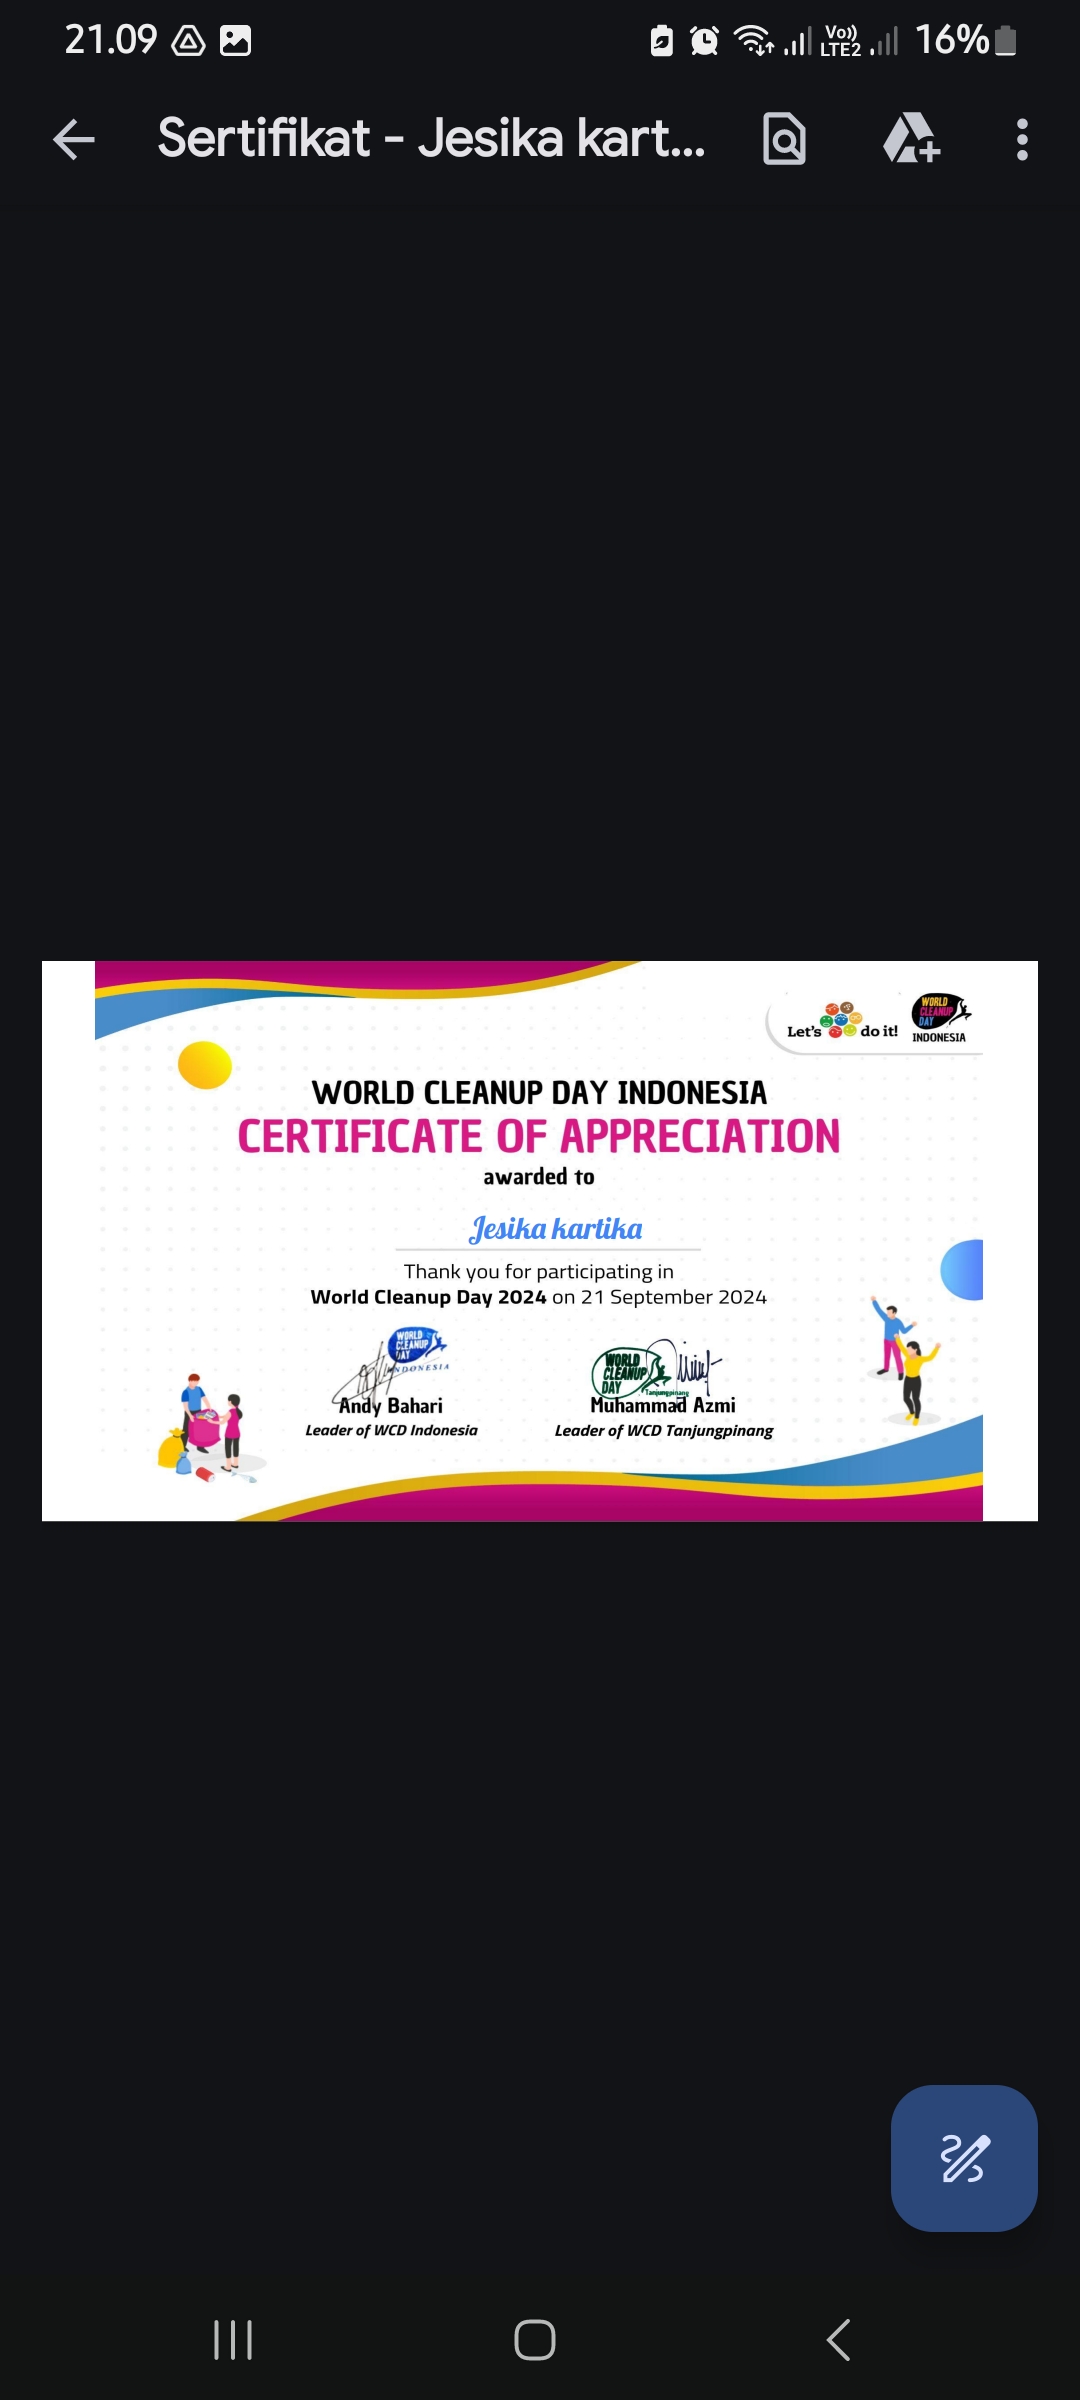 21.09
Vo)) LTE2 16%
Sertifikat - Jesika kart...
Let's do it!
WORLD CLEANUP DAY INDONESIA
WORLD CLEANUP DAY INDONESIA
CERTIFICATE OF APPRECIATION
awarded to
Jesika kartika
Thank you for participating in
World Cleanup Day 2024 on 21 September 2024
WORLD CLEANUP DAY INDONESIA
WORLD CLEANUP DAY Tanjungpinang
Andy Bahari
Muhammad Azmi
Leader of WCD Indonesia
Leader of WCD Tanjungpinang